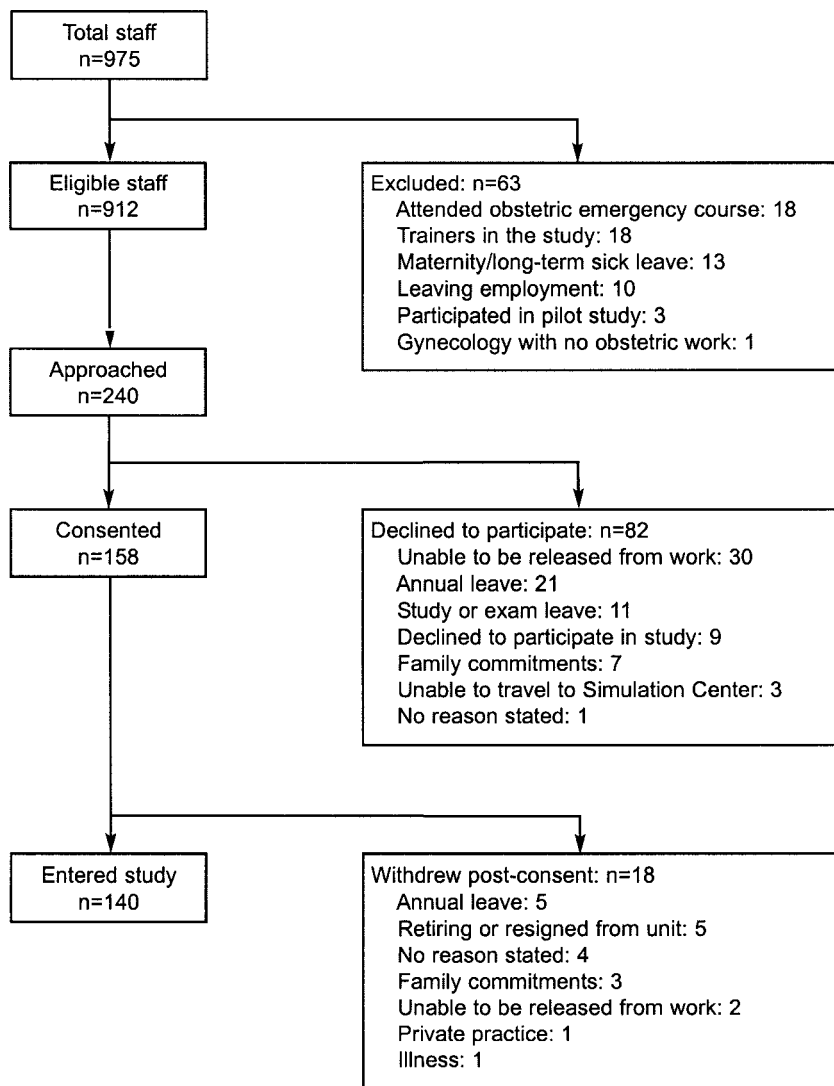 Total staff
n=975
Eligible staff
n=912
Excluded: n=63
Attended obstetric emergency course: 18
Trainers in the study: 18
Maternity/long-term sick leave: 13
Leaving employment: 10
Participated in pilot study: 3
Gynecology with no obstetric work: 1
Approached
n=240
Consented
n=158
Declined to participate: n=82
Unable to be released from work: 30
Annual leave: 21
Study or exam leave: 11
Declined to participate in study: 9
Family commitments: 7
Unable to travel to Simulation Center: 3
No reason stated: 1
Entered study
n=140
Withdrew post-consent: n=18
Annual leave: 5
Retiring or resigned from unit: 5
No reason stated: 4
Family commitments: 3
Unable to be released from work: 2
Private practice: 1
Illness: 1